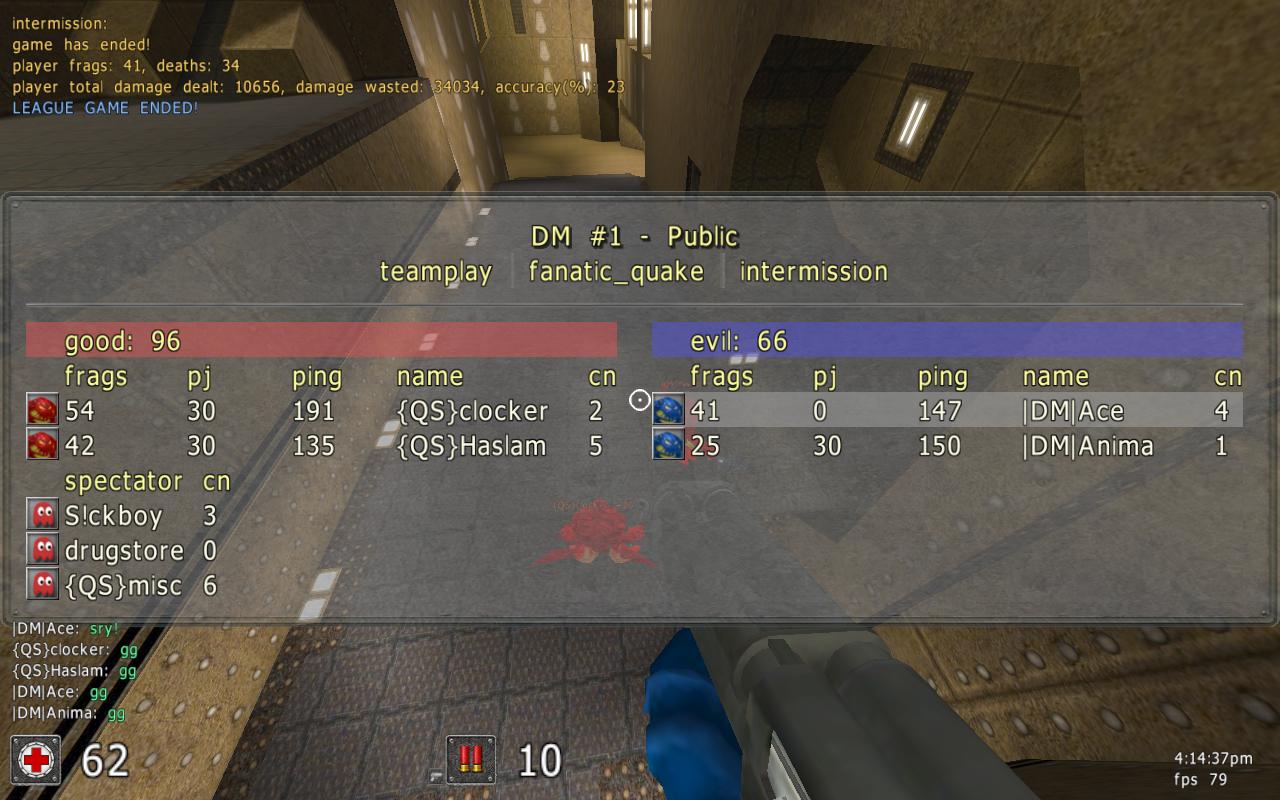 intermission:
game has ended!
player frags: 41, deaths: 34
player total damage dealt: 10656, damage wasted: 34034, accuracy(%): 23
LEAGUE GAME ENDED!
DM #1 - Public
teamplay fanatic_quake intermission
good: 96 evil: 66
frags pj ping name cn frags pj ping name cn
54 30 191 {QS}clocker 2 41 0 147 |DM|Ace 4
42 30 135 {QS}Haslam 5 25 30 150 |DM|Anima 1
spectator cn
S!ckboy 3
drugstore 0
{QS}misc 6
|DM|Ace: sry!
{QS}clocker: gg
{QS}Haslam: gg
|DM|Ace: gg
|DM|Anima: gg
62 10
4:14:37pm
fps 79